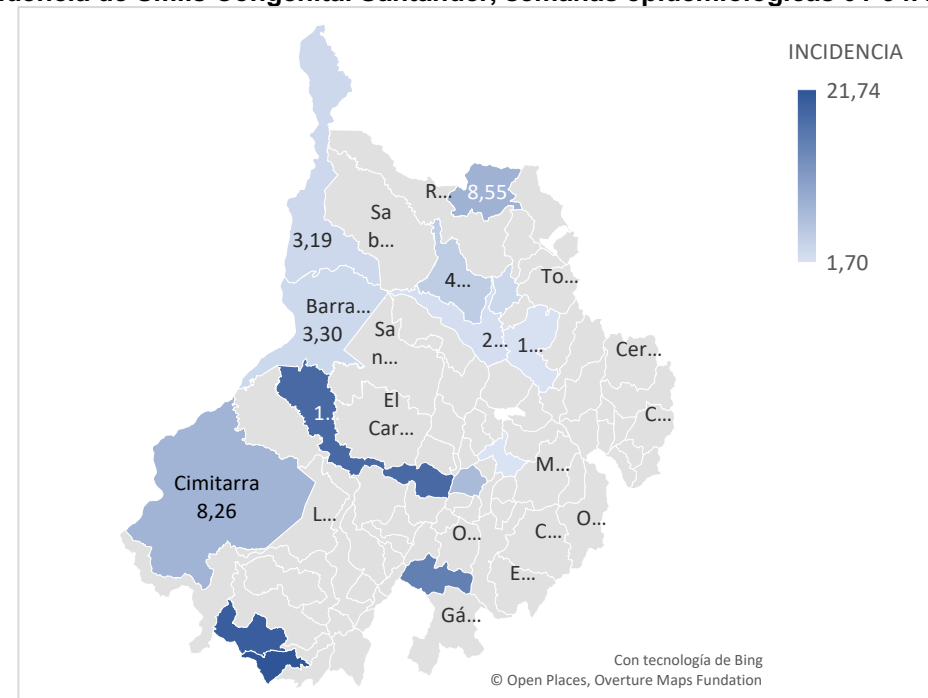 INCIDENCIA
21,74
1,70
R...
8,55
Sa
b...
3,19
4...
To...
Barra...
3,30
Sa
n...
2...
1...
Cer...
El
Car...
1..
C...
M...
Cimitarra
8,26
L...
O...
O...
C...
E...
Gá...
Con tecnología de Bing
© Open Places, Overture Maps Foundation